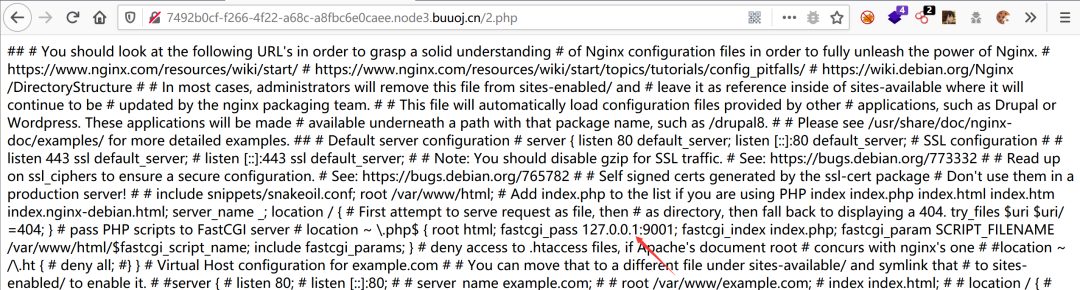 7492b0cf-f266-4f22-a68c-a8fbc6e0caee.node3.buuoj.cn/2.php
4
2
## # You should look at the following URL's in order to grasp a solid understanding # of Nginx configuration files in order to fully unleash the power of Nginx. #
https://www.nginx.com/resources/wiki/start/ # https://www.nginx.com/resources/wiki/start/topics/tutorials/config_pitfalls/ # https://wiki.debian.org/Nginx
/DirectoryStructure # # In most cases, administrators will remove this file from sites-enabled/ and # leave it as reference inside of sites-available where it will
continue to be # updated by the nginx packaging team. # # This file will automatically load configuration files provided by other # applications, such as Drupal or
Wordpress. These applications will be made # available underneath a path with that package name, such as /drupal8. # # Please see /usr/share/doc/nginx-
doc/examples/ for more detailed examples. ## # Default server configuration # server { listen 80 default_server; listen [::]:80 default_server; # SSL configuration # #
listen 443 ssl default_server; # listen [::]:443 ssl default_server; # # Note: You should disable gzip for SSL traffic. # See: https://bugs.debian.org/773332 # # Read up
on ssl_ciphers to ensure a secure configuration. # See: https://bugs.debian.org/765782 # # Self signed certs generated by the ssl-cert package # Don't use them in a
production server! # # include snippets/snakeoil.conf; root /var/www/html; # Add index.php to the list if you are using PHP index index.php index.html index.htm
index.nginx-debian.html; server_name _; location / { # First attempt to serve request as file, then # as directory, then fall back to displaying a 404. try_files $uri $uri/
=404; } # pass PHP scripts to FastCGI server # location ~ \.php$ { root html; fastcgi_pass 127.0.0.1:9001; fastcgi_index index.php; fastcgi_param SCRIPT_FILENAME
/var/www/html/$fastcgi_script_name; include fastcgi_params; } # deny access to .htaccess files, if Apache's document root # concurs with nginx's one # #location ~
/\.ht { # deny all; #} } # Virtual Host configuration for example.com # # You can move that to a different file under sites-available/ and symlink that # to sites-
enabled/ to enable it. # #server { # listen 80; # listen [::]:80; # # server_name example.com; # # root /var/www/example.com; # index index.html; # # location / { #